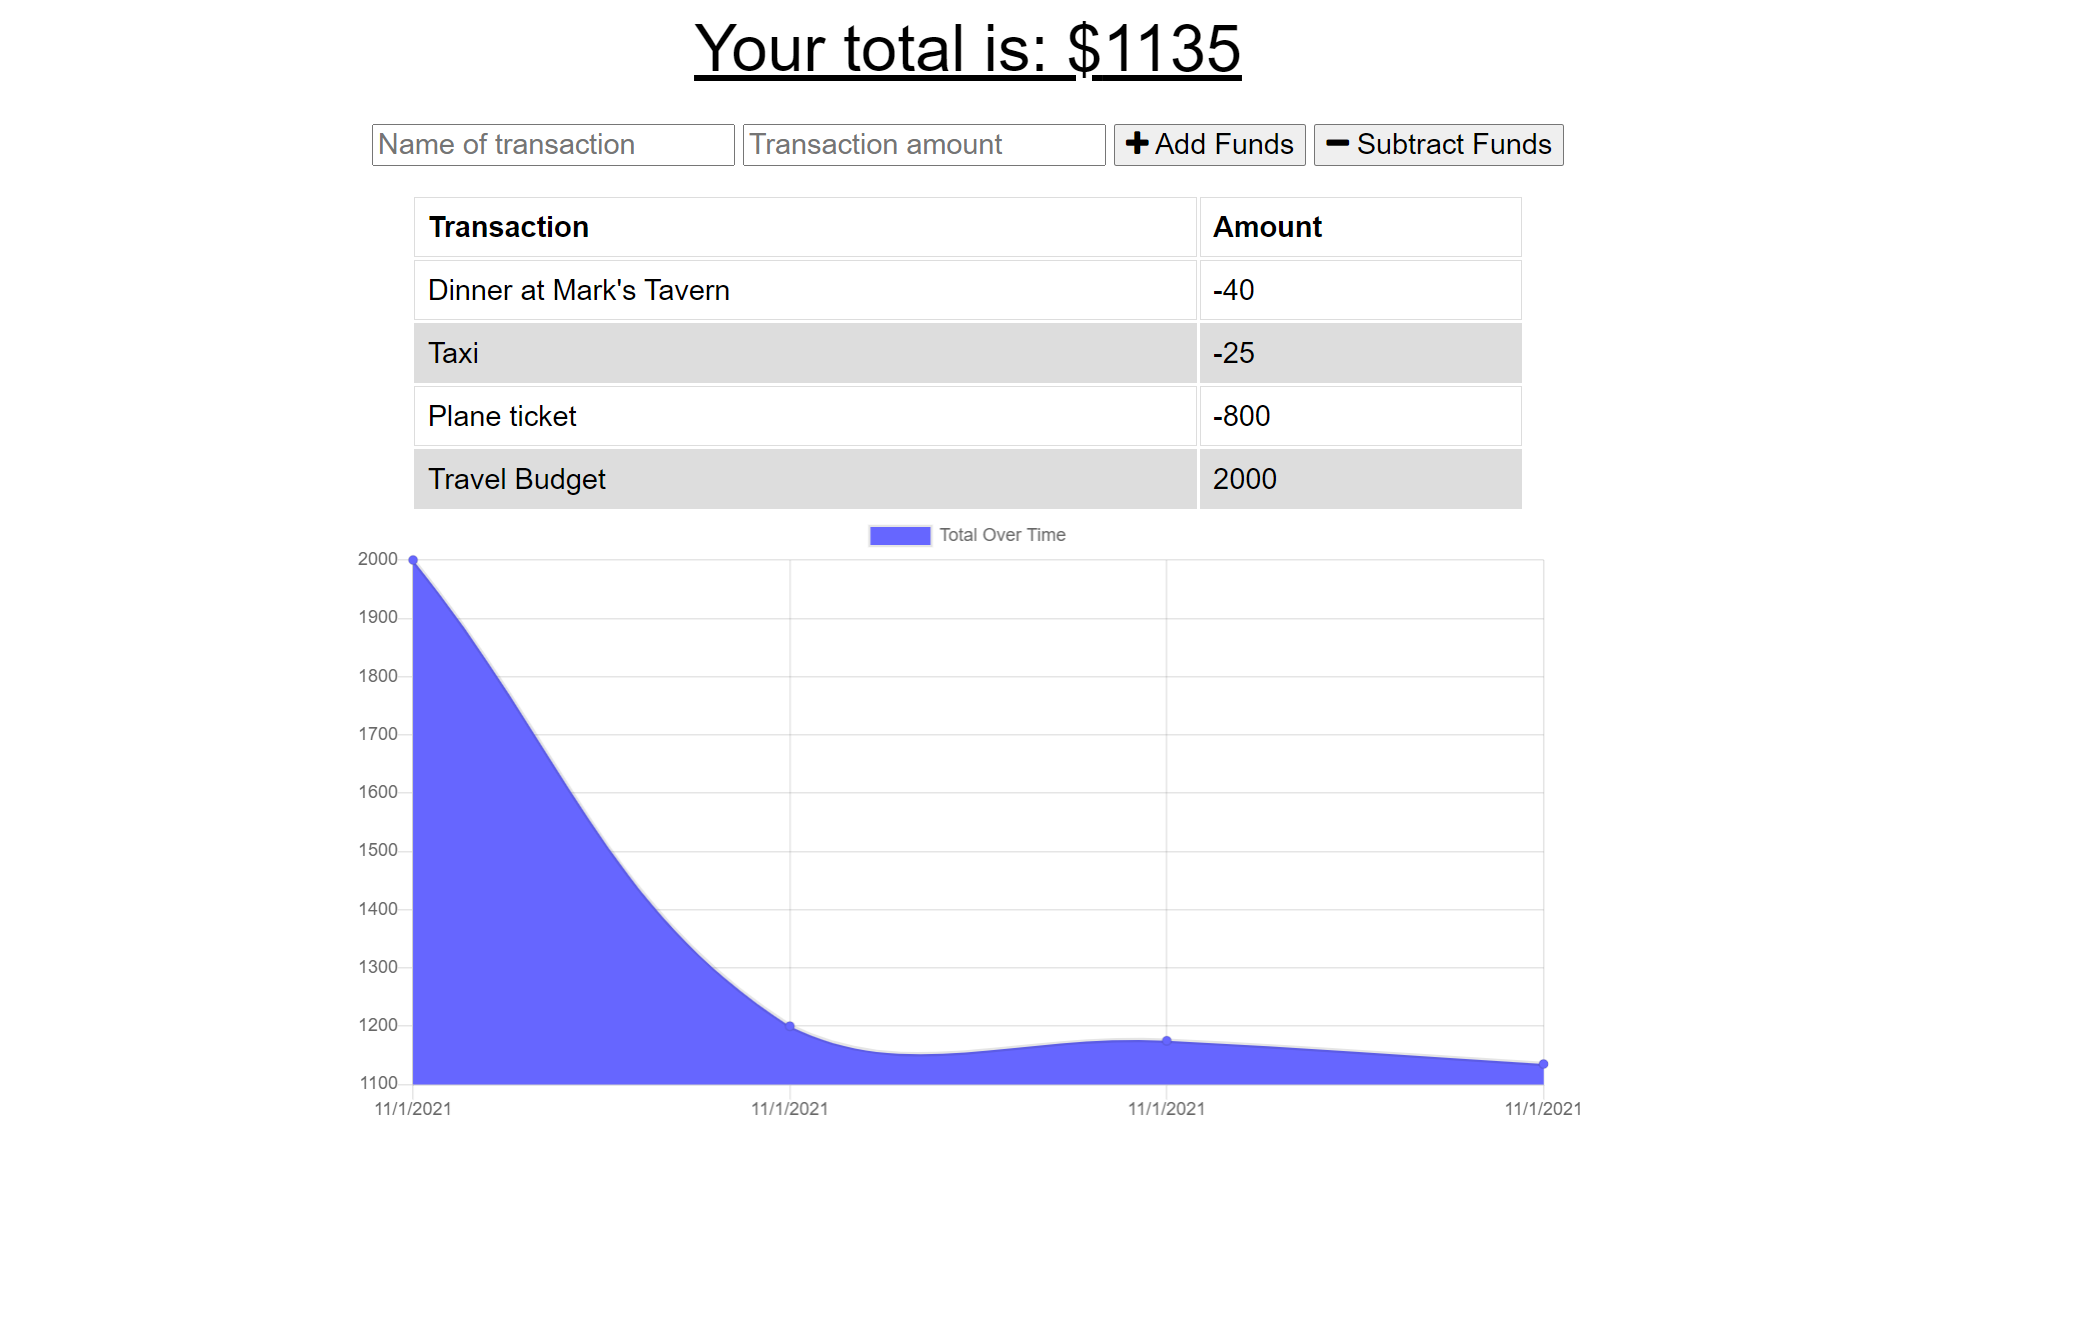 Your total is: $1135
Name of transaction Transaction amount Add Funds Subtract Funds
Transaction Amount
Dinner at Mark's Tavern -40
Taxi -25
Plane ticket -800
Travel Budget 2000
Total Over Time
2000
1900
1800
1700
1600
1500
1400
1300
1200
1100
11/1/2021 11/1/2021 11/1/2021 11/1/2021